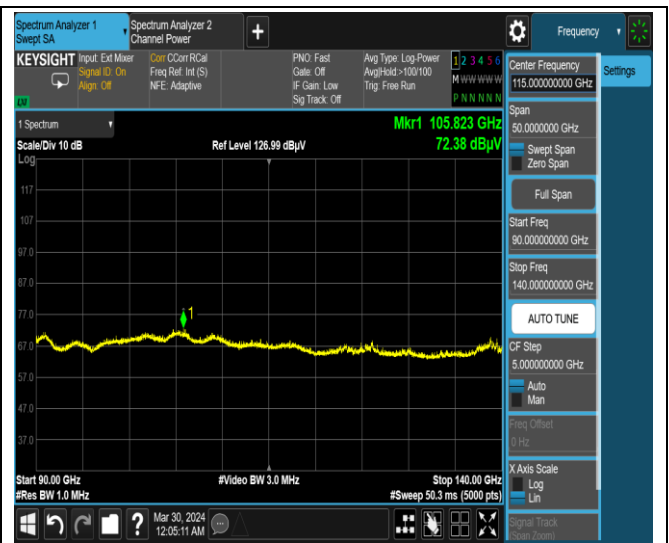 Spectrum Analyzer 1
Swept SA
Spectrum Analyzer 2
Channel Power
+
Frequency
KEYSIGHT
Input: Ext Mixer
Signal ID: On
Align: Off
Corr CCorr RCal
Freq Ref: Int (S)
NFE: Adaptive
PNO: Fast
Gate: Off
IF Gain: Low
Sig Track: Off
Avg Type: Log-Power
Avg|Hold:>100/100
Trig: Free Run
1 2 3 4 5 6
M W W W W W
P N N N N N
1 Spectrum
Scale/Div 10 dB
Ref Level 126.99 dBµV
Mkr1 105.823 GHz
72.38 dBµV
Log
117
107
97.0
87.0
77.0
67.0
57.0
47.0
37.0
1
Start 90.00 GHz
#Res BW 1.0 MHz
#Video BW 3.0 MHz
Stop 140.00 GHz
#Sweep 50.3 ms (5000 pts)
Center Frequency
115.000000000 GHz
Settings
Span
50.0000000 GHz
Swept Span
Zero Span
Full Span
Start Freq
90.000000000 GHz
Stop Freq
140.000000000 GHz
AUTO TUNE
CF Step
5.000000000 GHz
Auto
Man
Freq Offset
0 Hz
X Axis Scale
Log
Lin
Signal Track
(Span Zoom)
?
Mar 30, 2024
12:05:11 AM